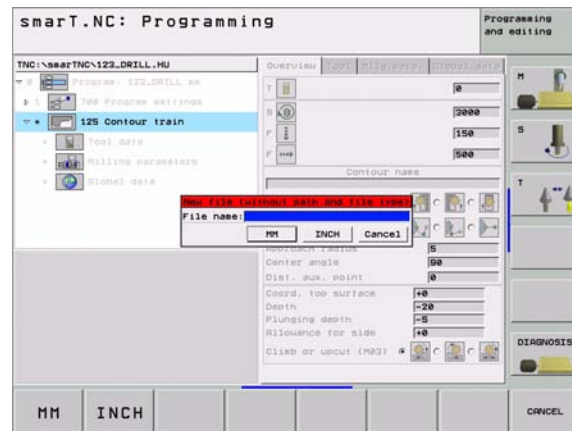 smarT.NC: Programming
Programming and editing
TNC:\smarTNC\123_DRILL.HU
0 Program: 123_DRILL mm
1 700 Program settings
125 Contour train
Tool data
Milling parameters
Global data
Overview Tool Mllg.para. Global data
T 0
S 3000
F 150
F 500
Contour name
New file (without path and file type)
File name:
MM INCH Cancel
Approach radius 5
Center angle 90
Dist. aux. point 0
Coord. top surface +0
Depth -20
Plunging depth -5
Allowance for side +0
Climb or upcut (M03)
M
S
T
DIAGNOSIS
MM INCH CANCEL